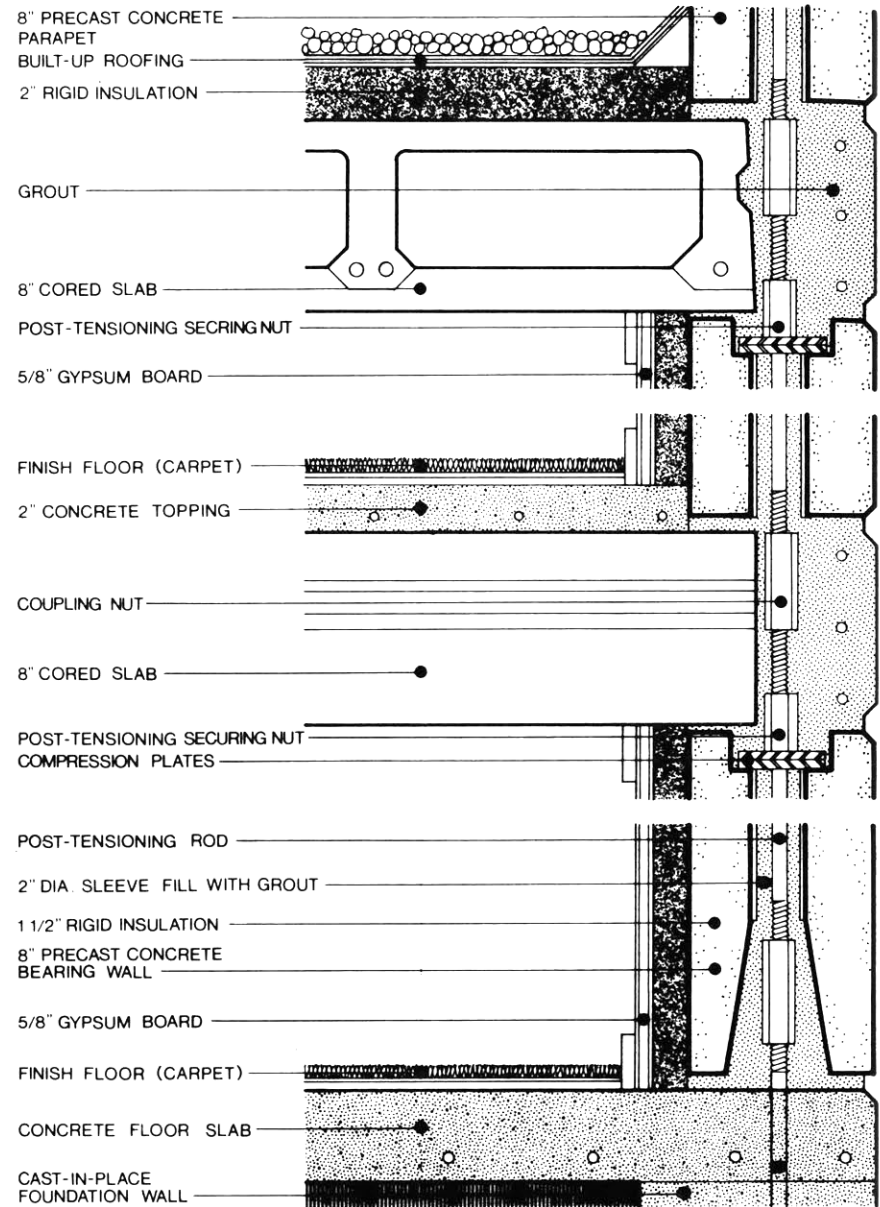 8" PRECAST CONCRETE
PARAPET
BUILT-UP ROOFING
2" RIGID INSULATION
GROUT
8" CORED SLAB
POST-TENSIONING SECRING NUT
5/8" GYPSUM BOARD
FINISH FLOOR (CARPET)
2" CONCRETE TOPPING
COUPLING NUT
8" CORED SLAB
POST-TENSIONING SECURING NUT
COMPRESSION PLATES
POST-TENSIONING ROD
2" DIA. SLEEVE FILL WITH GROUT
1 1/2" RIGID INSULATION
8" PRECAST CONCRETE
BEARING WALL
5/8" GYPSUM BOARD
FINISH FLOOR (CARPET)
CONCRETE FLOOR SLAB
CAST-IN-PLACE
FOUNDATION WALL